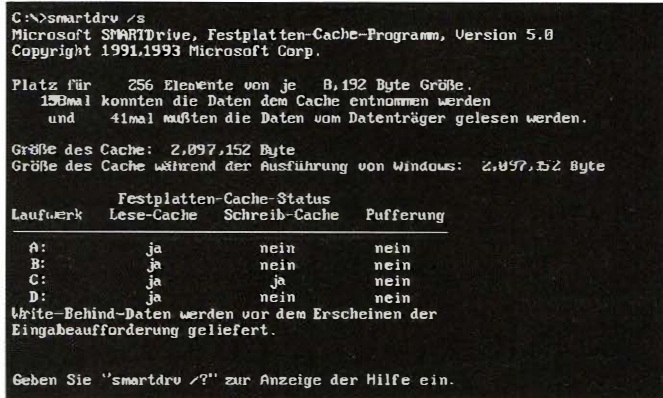 C:\>smartdrv /s
Microsoft SMARTDrive, Festplatten-Cache-Programm, Version 5.0
Copyright 1991,1993 Microsoft Corp.
Platz für 256 Elemente von je 8,192 Byte Größe.
mal konnten die Daten dem Cache entnommen werden
und 41mal mußten die Daten vom Datenträger gelesen werden.
Größe des Cache: 2,097,152 Byte
Größe des Cache während der Ausführung von Windows: 2,097,152 Byte
Festplatten-Cache-Status
Laufwerk Lese-Cache Schreib-Cache Pufferung
A: ja nein nein
B: ja nein nein
C: ja ja nein
D: ja nein nein
Write-Behind-Daten werden vor dem Erscheinen der
Eingabeaufforderung geliefert.
Geben Sie "smartdrv /?" zur Anzeige der Hilfe ein.